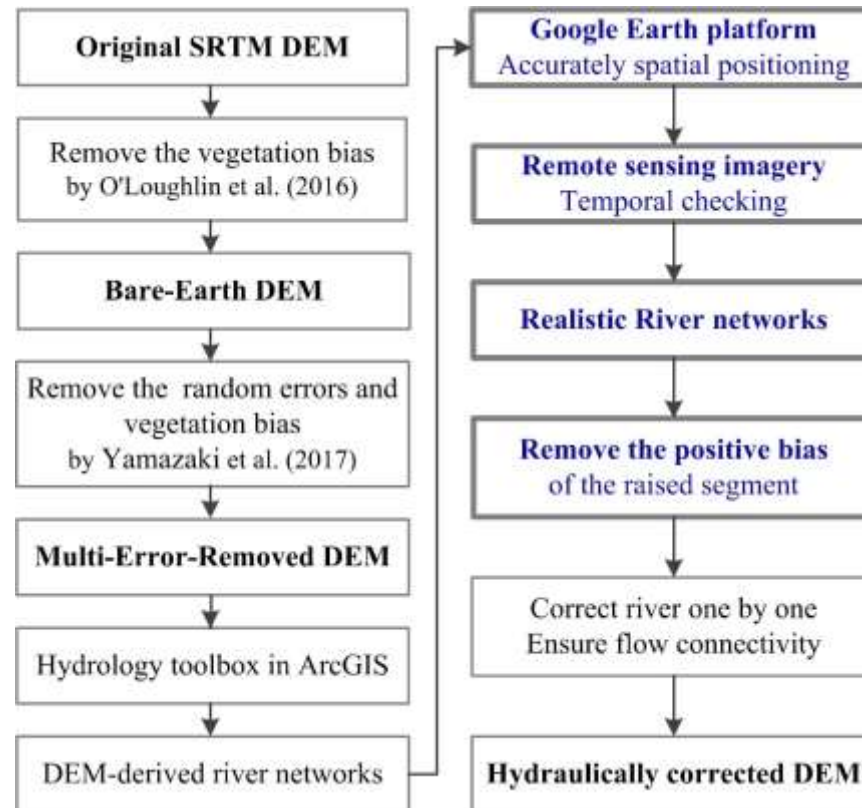 Original SRTM DEM
Remove the vegetation bias
by O'Loughlin et al. (2016)
Bare-Earth DEM
Remove the random errors and
vegetation bias
by Yamazaki et al. (2017)
Multi-Error-Removed DEM
Hydrology toolbox in ArcGIS
DEM-derived river networks
Google Earth platform
Accurately spatial positioning
Remote sensing imagery
Temporal checking
Realistic River networks
Remove the positive bias
of the raised segment
Correct river one by one
Ensure flow connectivity
Hydraulically corrected DEM